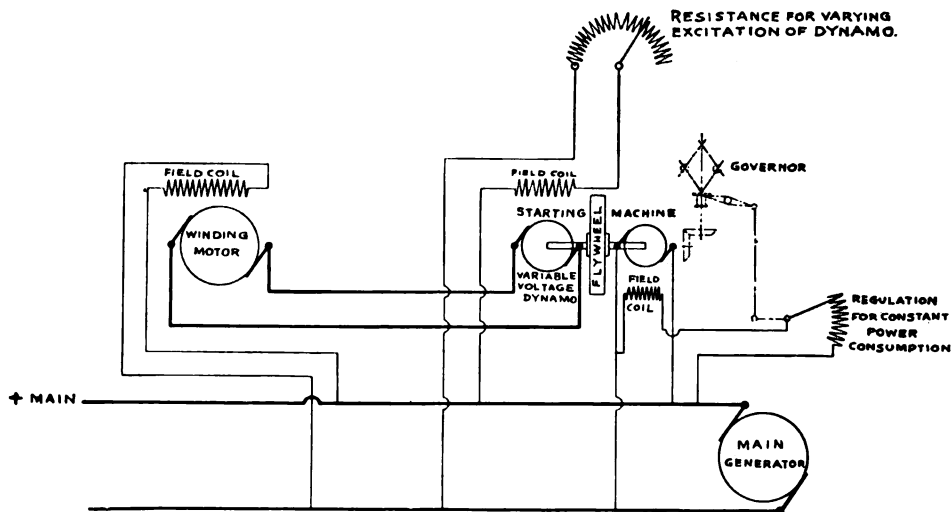 RESISTANCE FOR VARYING
EXCITATION OF DYNAMO.
FIELD COIL
FIELD COIL
GOVERNOR
WINDING
MOTOR
STARTING
MACHINE
FLYWHEEL
VARIABLE
VOLTAGE
DYNAMO
FIELD
COIL
REGULATION
FOR CONSTANT
POWER
CONSUMPTION
+ MAIN
MAIN
GENERATOR